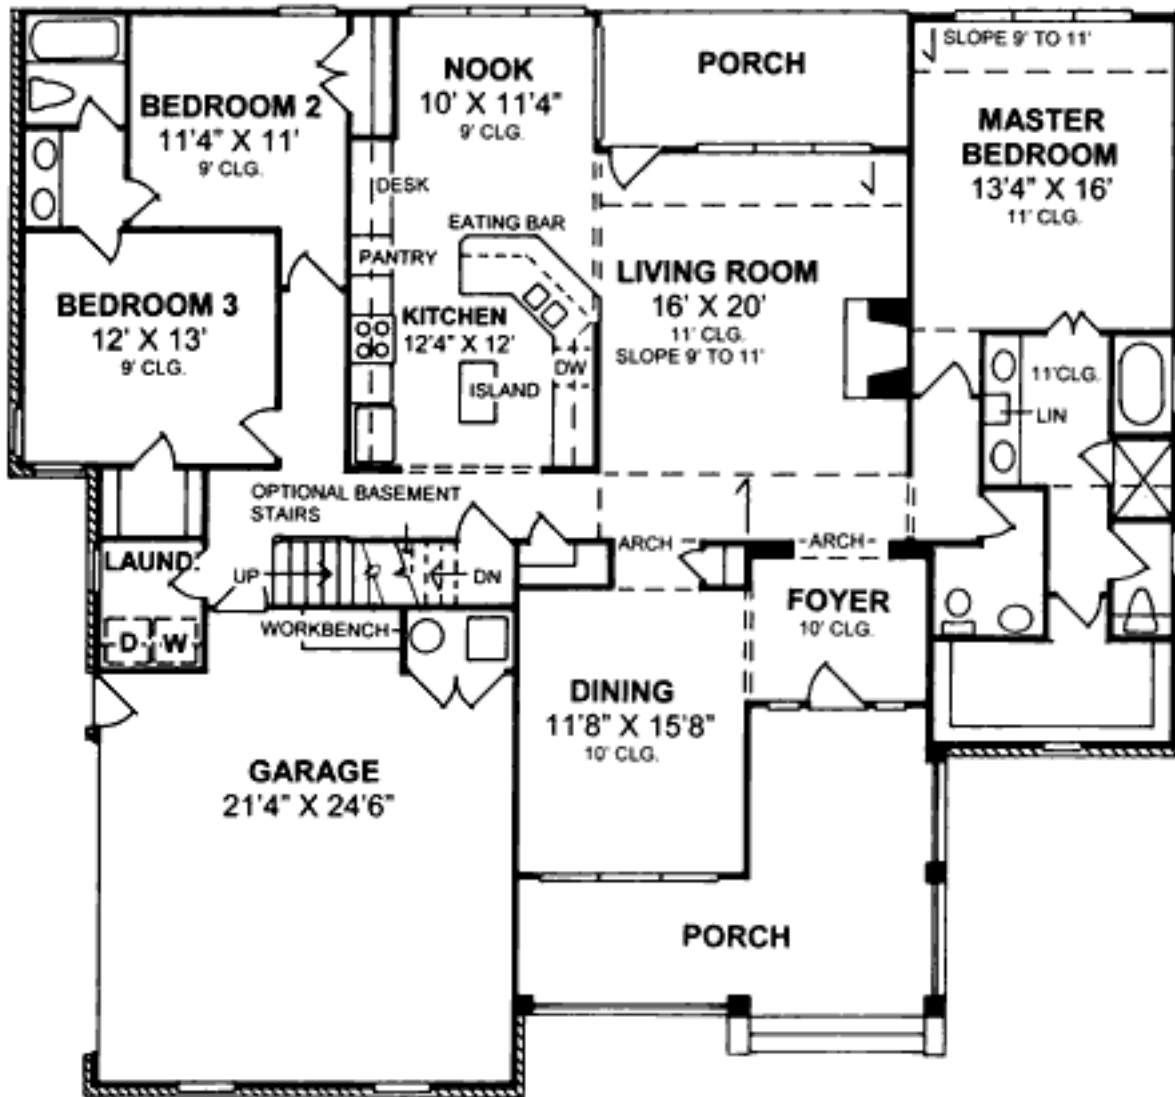 SLOPE 9' TO 11'
NOOK
10' X 11'4"
9' CLG.
PORCH
BEDROOM 2
11'4" X 11'
9' CLG.
MASTER
BEDROOM
13'4" X 16'
11' CLG.
DESK
EATING BAR
PANTRY
LIVING ROOM
16' X 20'
11' CLG.
SLOPE 9' TO 11'
BEDROOM 3
12' X 13'
9' CLG.
KITCHEN
12'4" X 12'
DW
ISLAND
11'CLG.
LIN
OPTIONAL BASEMENT
STAIRS
ARCH
ARCH
LAUND.
UP
DN
FOYER
10' CLG.
WORKBENCH
D
W
DINING
11'8" X 15'8"
10' CLG.
GARAGE
21'4" X 24'6"
PORCH